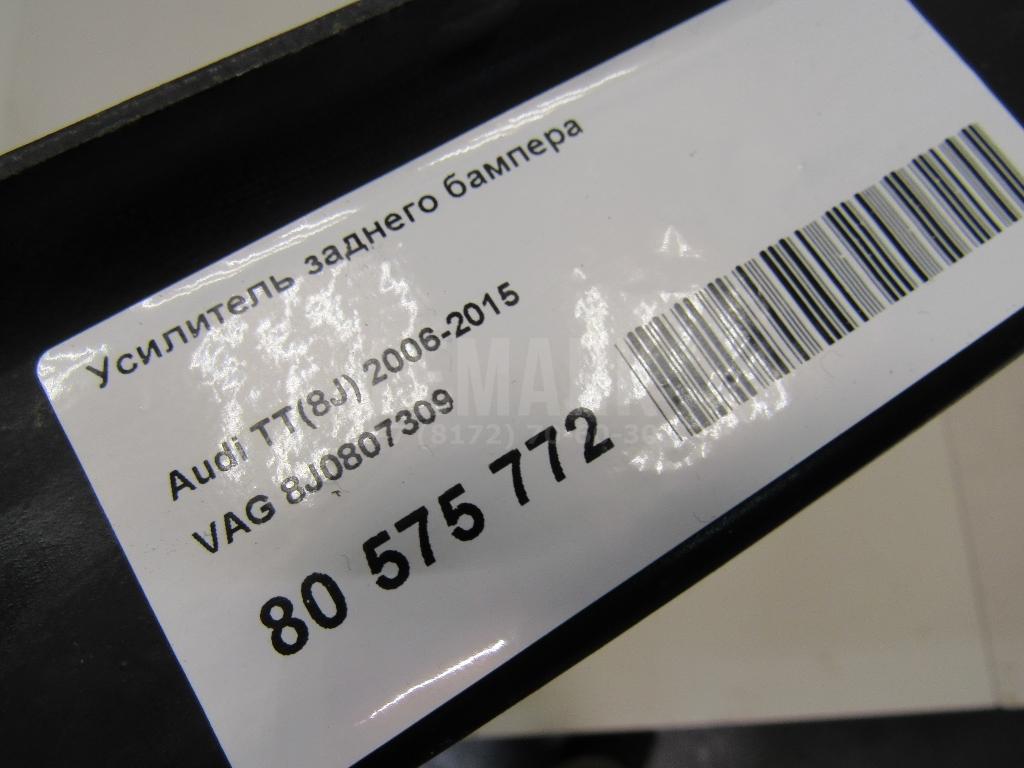 Усилитель заднего бампера
Audi TT(8J) 2006-2015
VAG 8J0807309
80 575 772